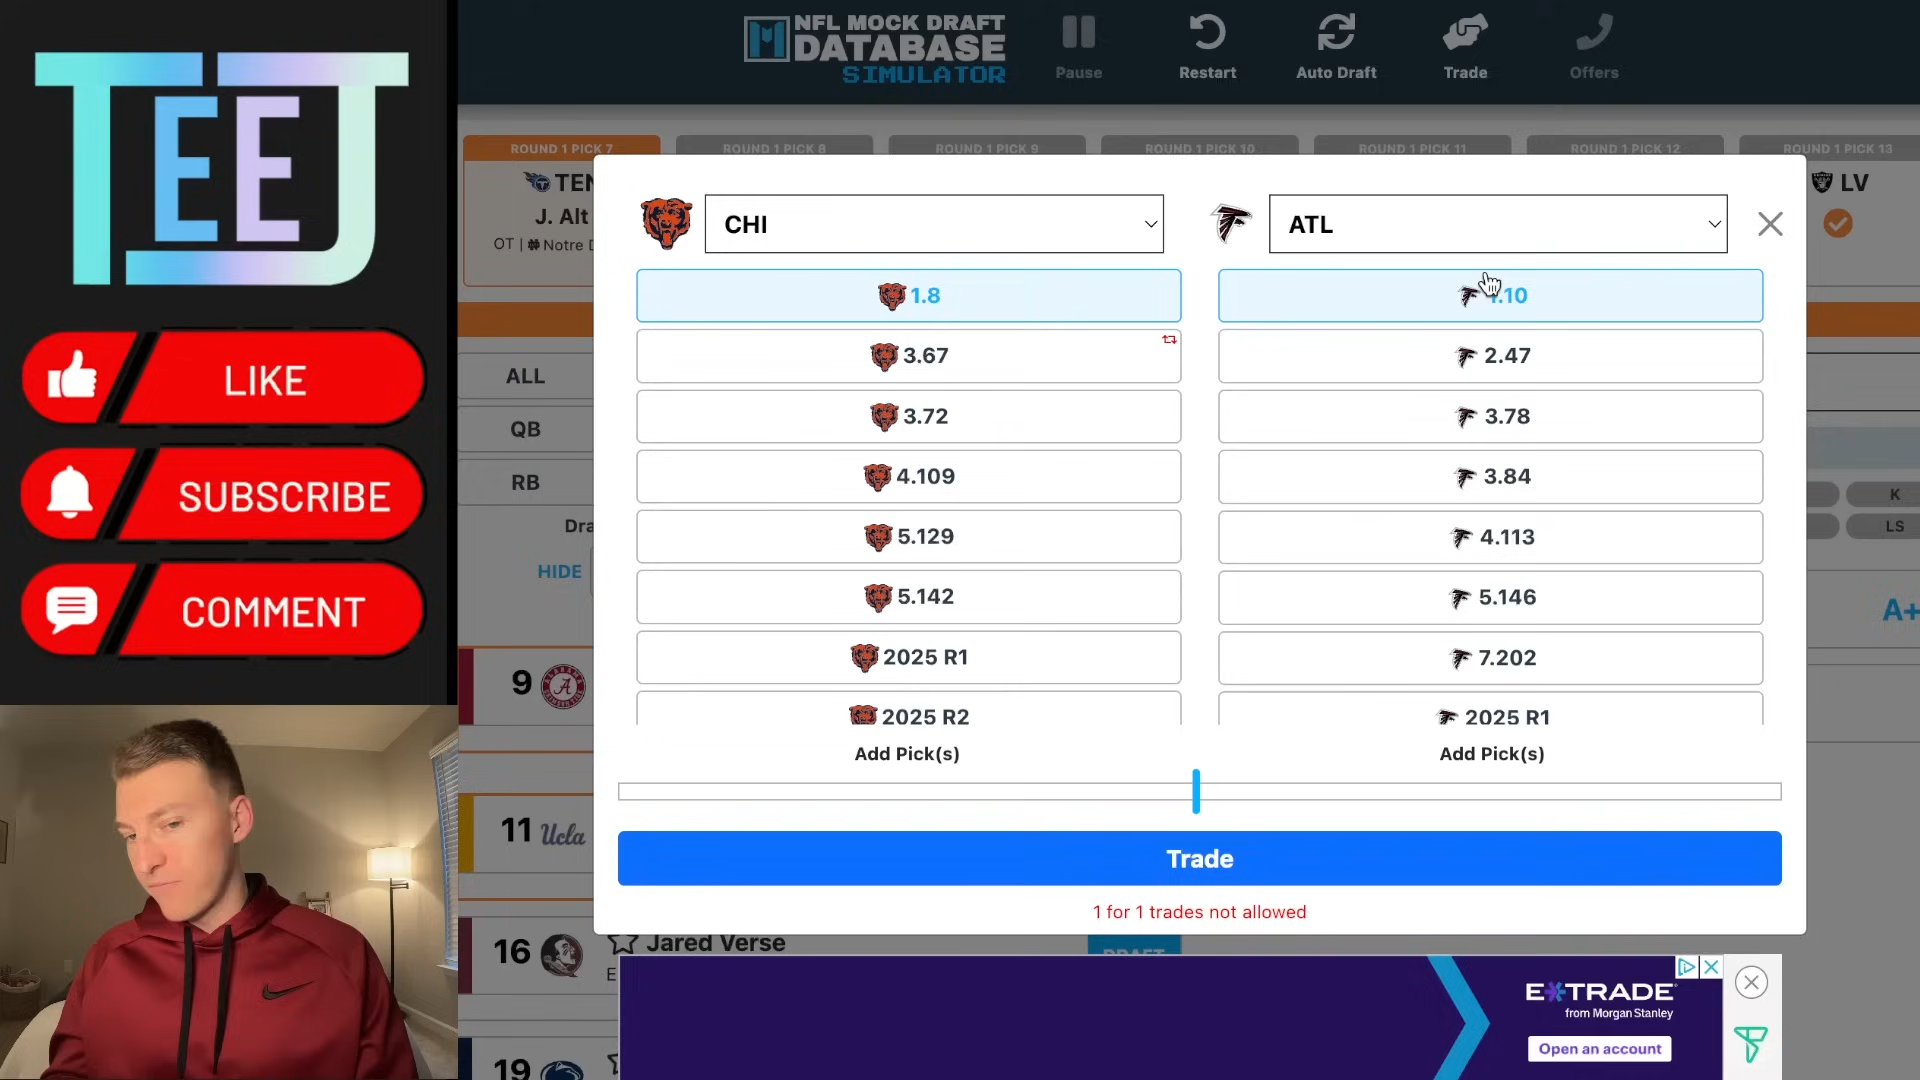 TEEJ
LIKE
SUBSCRIBE
COMMENT
NFL MOCK DRAFT
DATABASE
SIMULATOR
Pause
Restart
Auto Draft
Trade
Offers
ROUND 1 PICK 7
ROUND 1 PICK 8
ROUND 1 PICK 9
ROUND 1 PICK 10
ROUND 1 PICK 11
ROUND 1 PICK 12
ROUND 1 PICK 13
TEN
J. Alt
OT | Notre D
LV
CHI
ATL
1.8
1.10
3.67
2.47
3.72
3.78
4.109
3.84
5.129
4.113
5.142
5.146
2025 R1
7.202
2025 R2
2025 R1
Add Pick(s)
Add Pick(s)
Trade
1 for 1 trades not allowed
ALL
QB
RB
Dra
HIDE
K
LS
A+
9
11 Ucla
16
Jared Verse
E
DRAFT
19
E*TRADE
from Morgan Stanley
Open an account